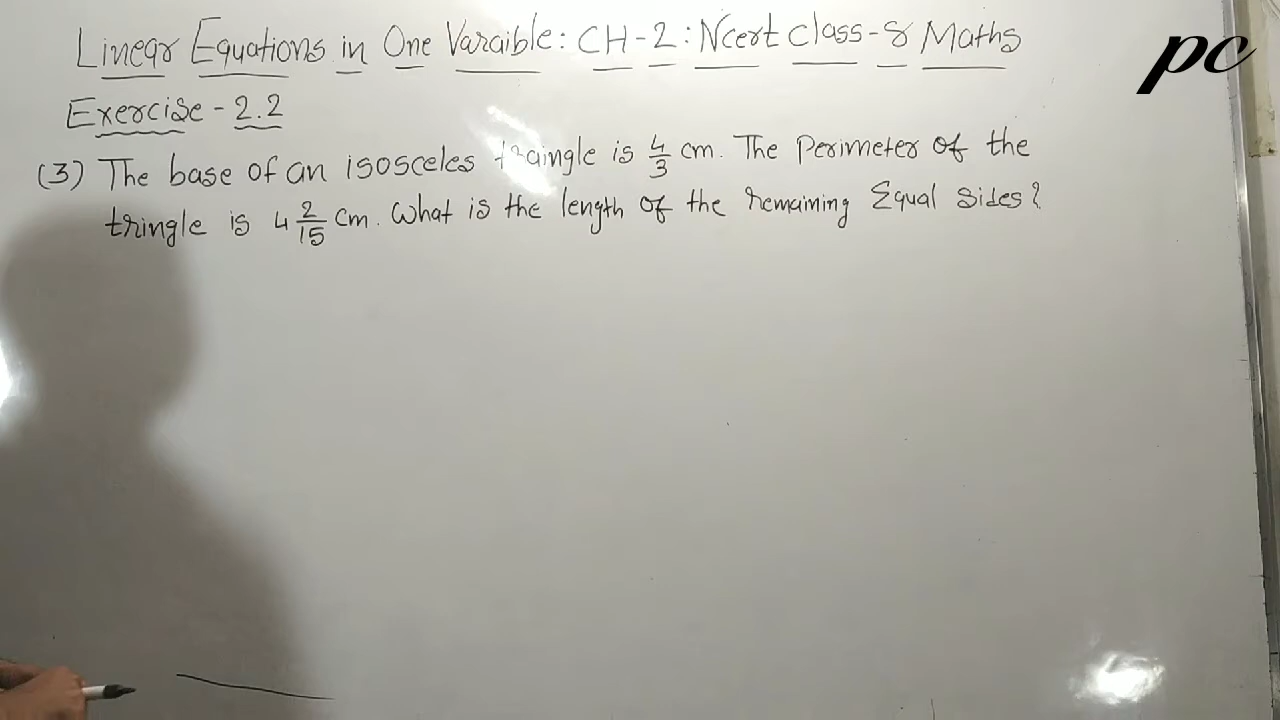 Linear Equations in One Varaible: CH-2: Ncert Class-8 Maths
pc
Exercise-2.2
(3) The base of an isosceles traingle is 4/3 cm. The Perimeter of the
tringle is 4 2/15 cm. What is the length of the remaining Equal Sides?